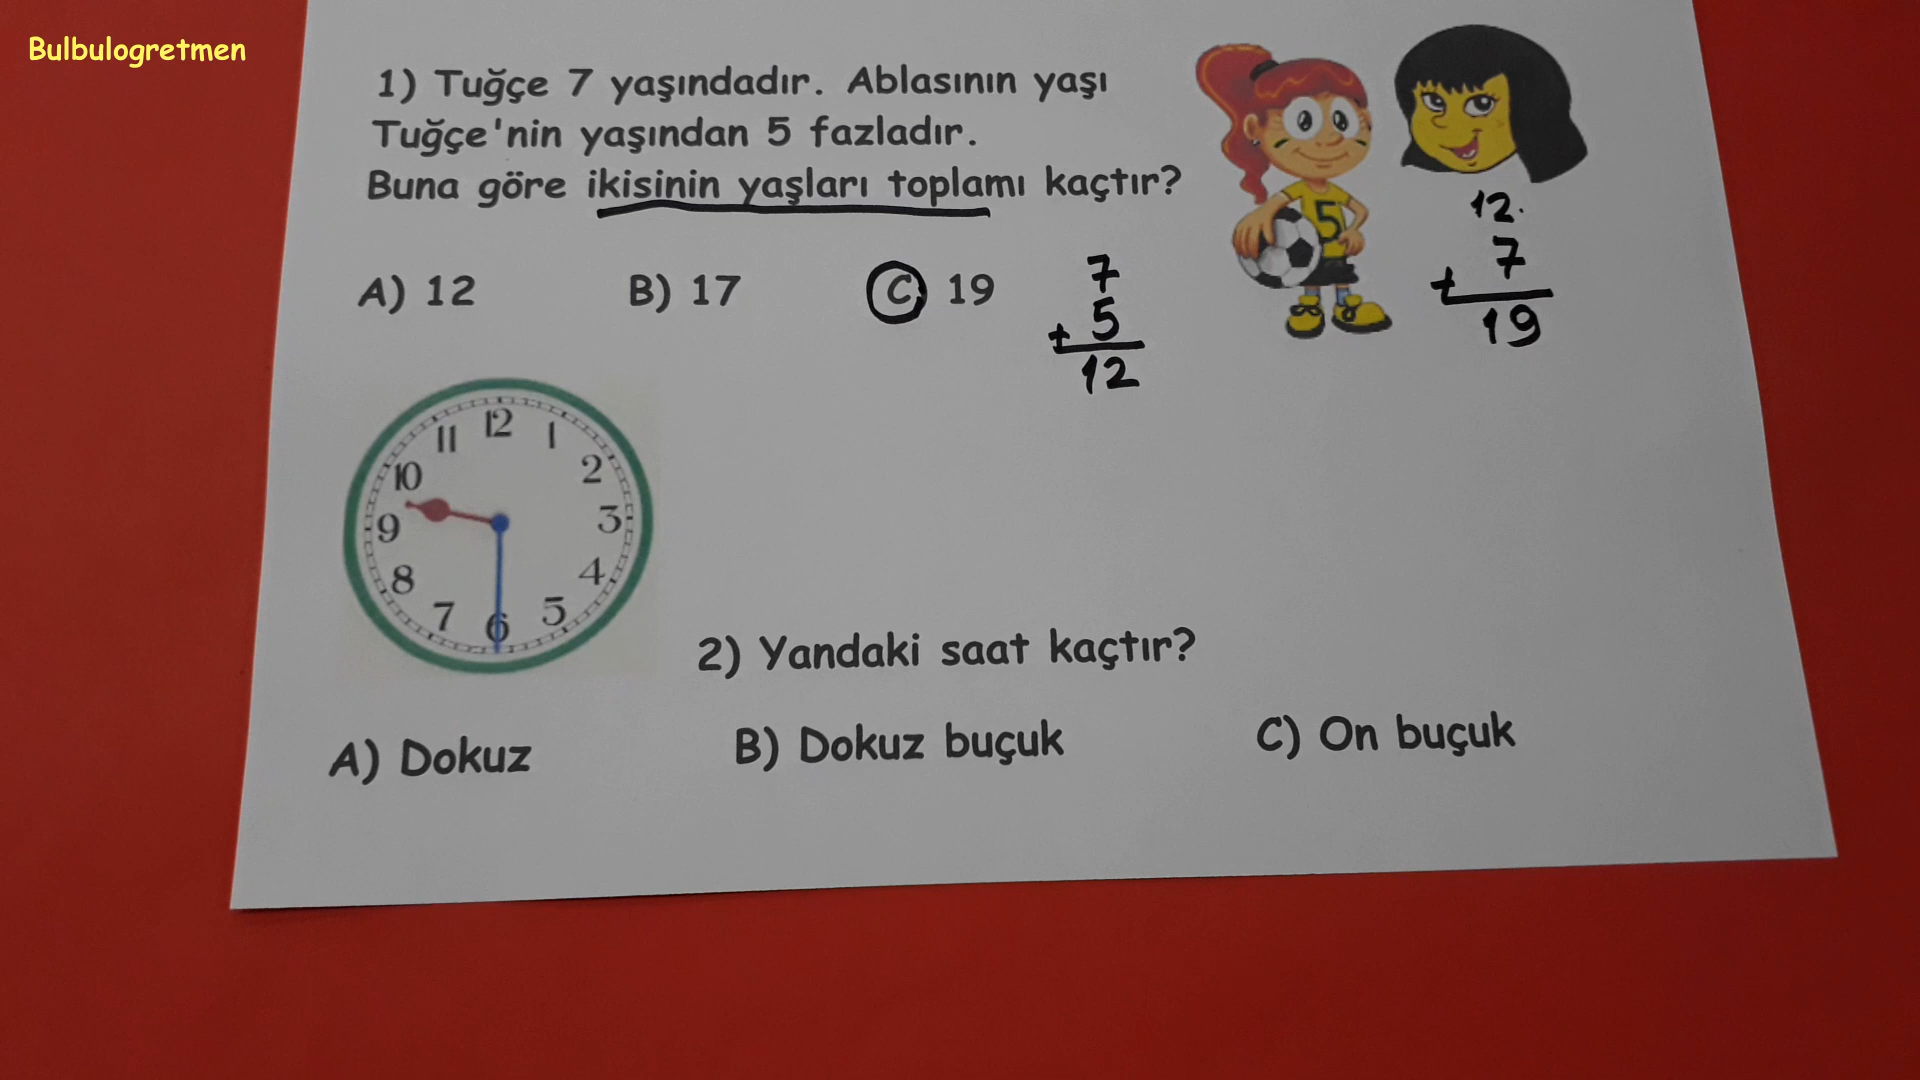 Bulbulogretmen
1) Tuğçe 7 yaşındadır. Ablasının yaşı
Tuğçe'nin yaşından 5 fazladır.
Buna göre ikisinin yaşları toplamı kaçtır?
A) 12 B) 17 C) 19
7
+ 5
12
5
12.
+ 7
19
12
11 1
10 2
9 3
8 4
7 5
6
2) Yandaki saat kaçtır?
A) Dokuz B) Dokuz buçuk C) On buçuk